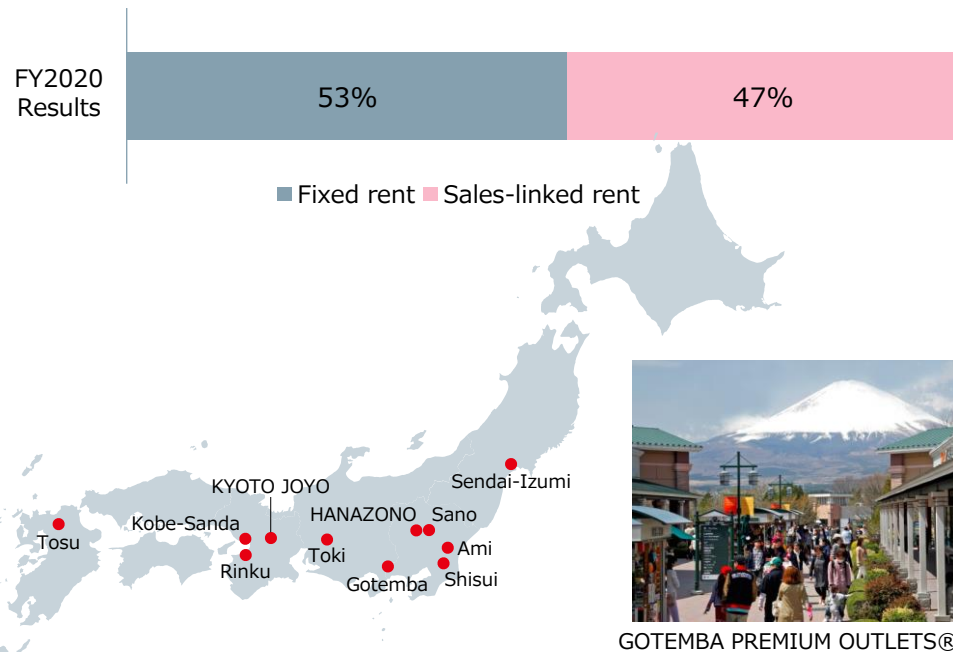 FY2020
Results
53%
47%
Fixed rent
Sales-linked rent
Sendai-Izumi
KYOTO JOYO
Kobe-Sanda
HANAZONO
Sano
Tosu
Toki
Ami
Rinku
Gotemba
Shisui
GOTEMBA PREMIUM OUTLETS®